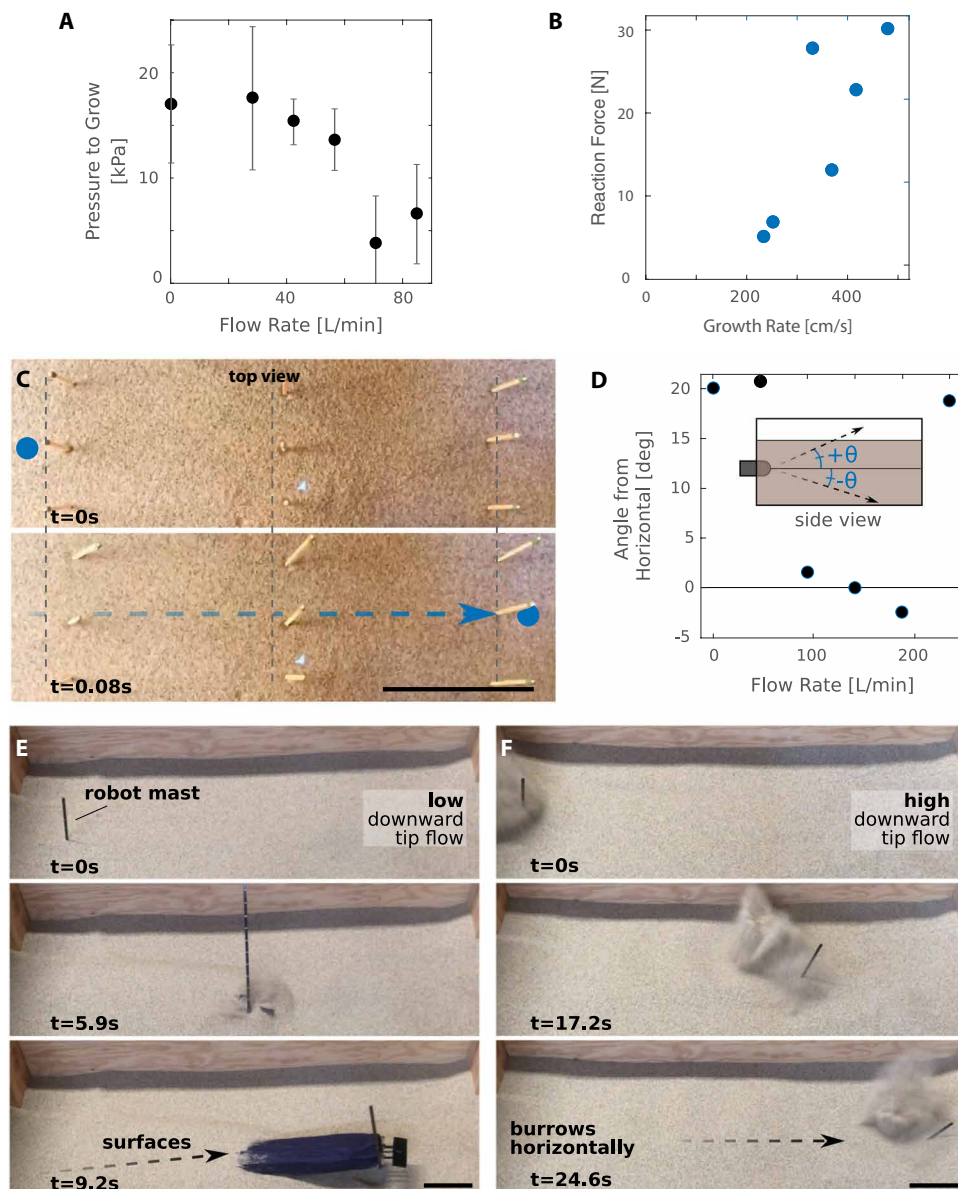 A
Pressure to Grow
[kPa]
20
10
0
0
40
80
Flow Rate [L/min]
B
Reaction Force [N]
30
20
10
0
0
200
400
Growth Rate [cm/s]
C
top view
t=0s
t=0.08s
D
Angle from
Horizontal [deg]
20
15
10
5
0
-5
+θ
-θ
side view
0
100
200
Flow Rate [L/min]
E
robot mast
low
downward
tip flow
t=0s
t=5.9s
surfaces
t=9.2s
F
high
downward
tip flow
t=0s
t=17.2s
burrows
horizontally
t=24.6s